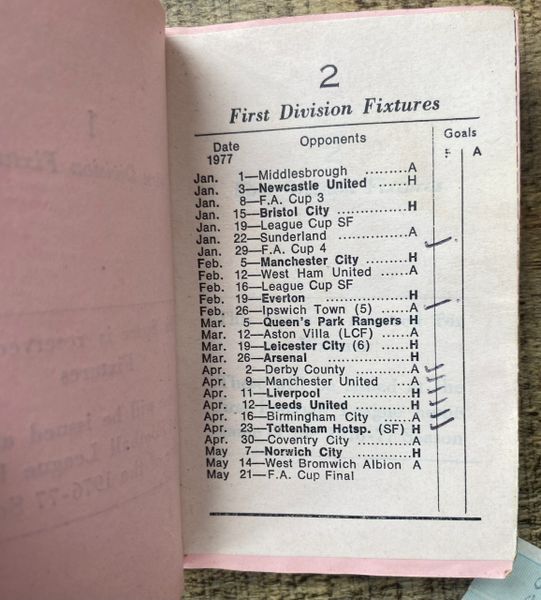 2
First Division Fixtures
Date Opponents Goals
1977 F A
Jan. 1—Middlesbrough ........A
Jan. 3—Newcastle United ......H
Jan. 8—F.A. Cup 3
Jan. 15—Bristol City ............H
Jan. 19—League Cup SF
Jan. 22—Sunderland ............A
Jan. 29—F.A. Cup 4
Feb. 5—Manchester City ........H
Feb. 12—West Ham United ......A
Feb. 16—League Cup SF
Feb. 19—Everton ................H
Feb. 26—Ipswich Town (5) ......A
Mar. 5—Queen's Park Rangers H
Mar. 12—Aston Villa (LCF) ......A
Mar. 19—Leicester City (6) ......H
Mar. 26—Arsenal ................H
Apr. 2—Derby County ..........A
Apr. 9—Manchester United ....A
Apr. 11—Liverpool ..............H
Apr. 12—Leeds United ..........H
Apr. 16—Birmingham City ......A
Apr. 23—Tottenham Hotsp. (SF) H
Apr. 30—Coventry City ..........A
May 7—Norwich City ..........H
May 14—West Bromwich Albion A
May 21—F.A. Cup Final